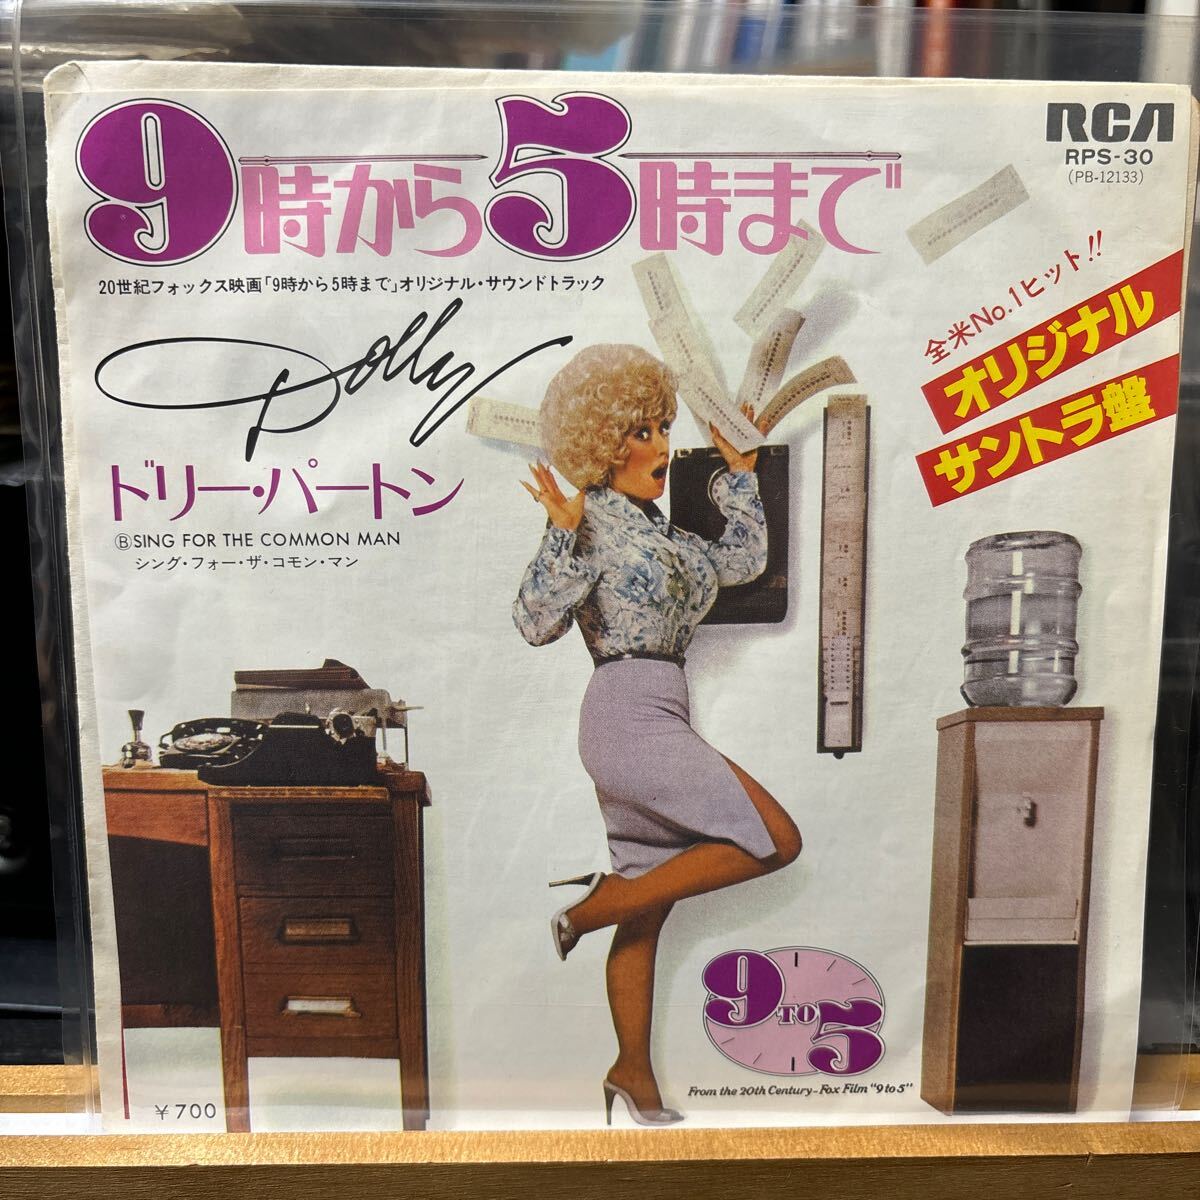 9時から5時まで
20世紀フォックス映画「9時から5時まで」オリジナル・サウンドトラック
Dolly
ドリー・パートン
ⒷSING FOR THE COMMON MAN
シング・フォー・ザ・コモン・マン
RCA
RPS-30
(PB-12133)
全米No.1ヒット!!
オリジナル
サントラ盤
9 TO 5
From the 20th Century-Fox Film "9 to 5"
￥700